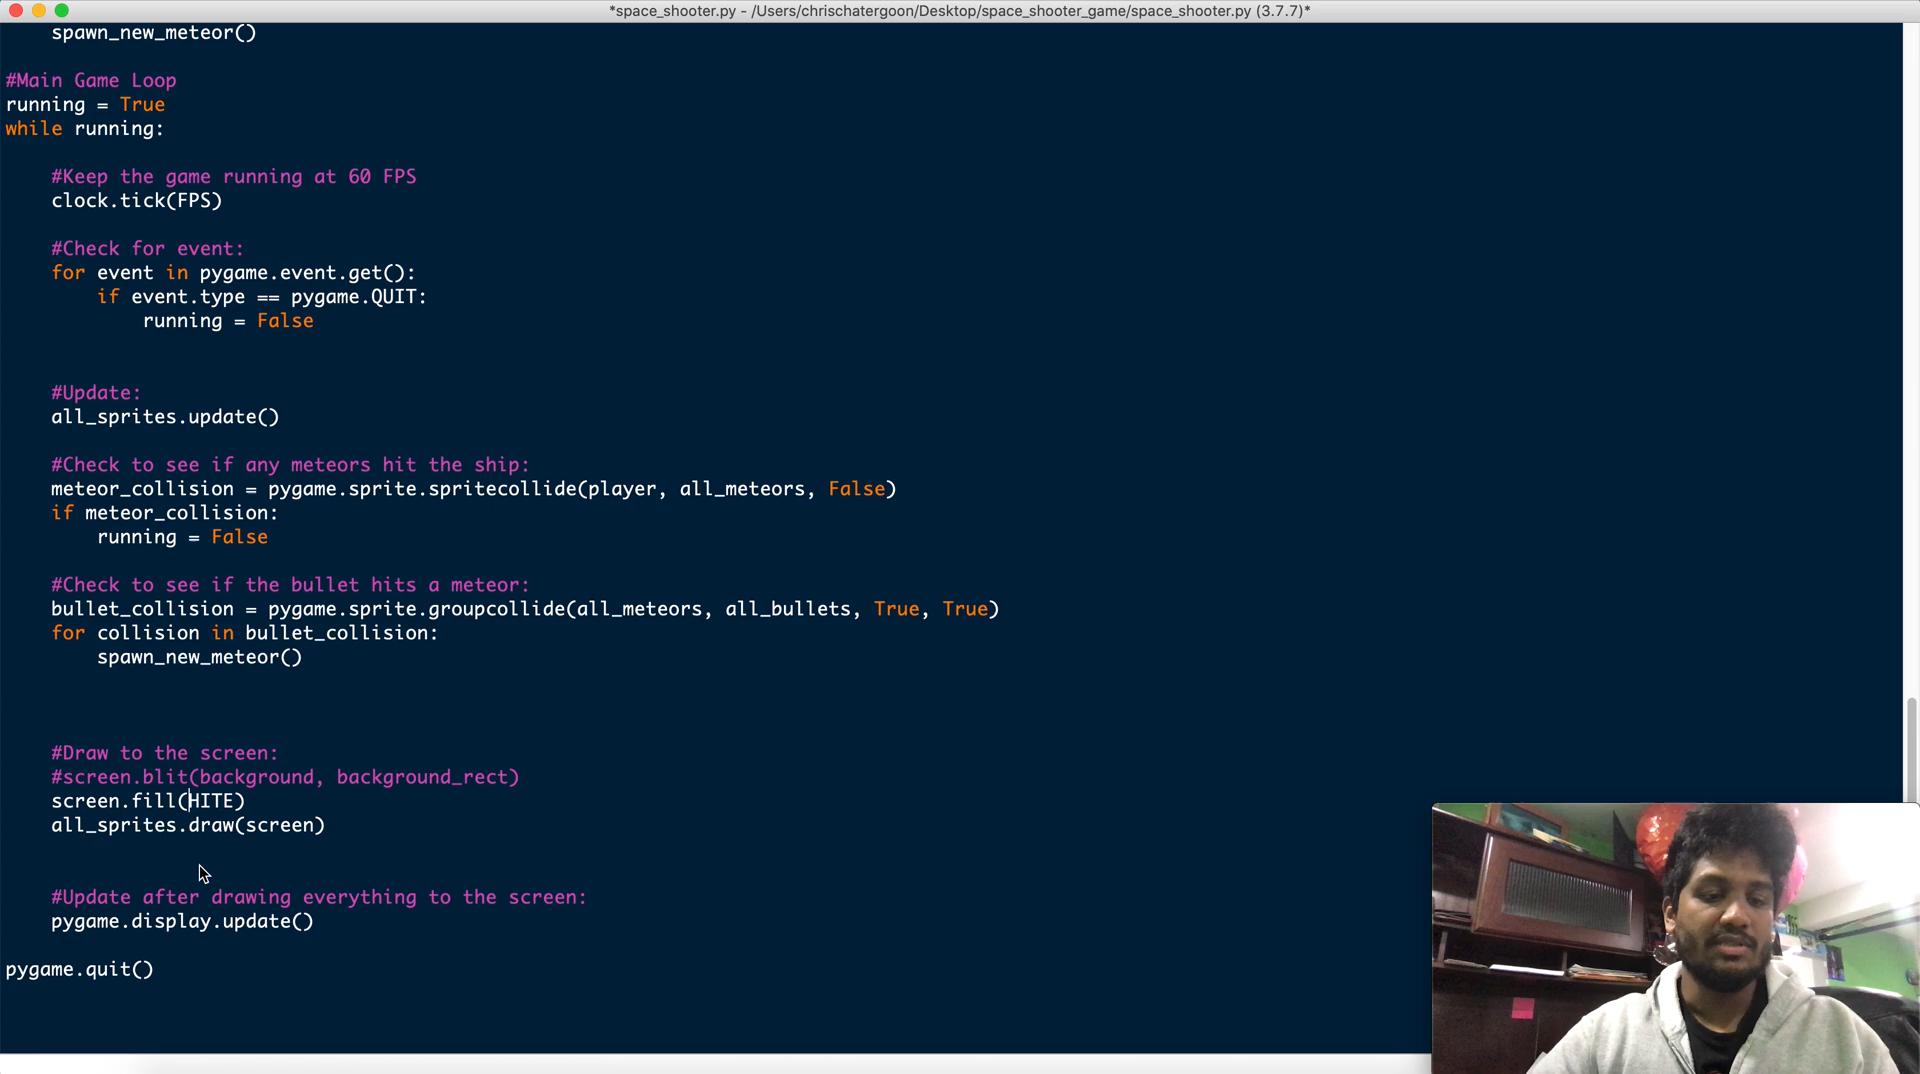 *space_shooter.py - /Users/chrischatergoon/Desktop/space_shooter_game/space_shooter.py (3.7.7)*
spawn_new_meteor()
#Main Game Loop
running = True
while running:
#Keep the game running at 60 FPS
clock.tick(FPS)
#Check for event:
for event in pygame.event.get():
if event.type == pygame.QUIT:
running = False
#Update:
all_sprites.update()
#Check to see if any meteors hit the ship:
meteor_collision = pygame.sprite.spritecollide(player, all_meteors, False)
if meteor_collision:
running = False
#Check to see if the bullet hits a meteor:
bullet_collision = pygame.sprite.groupcollide(all_meteors, all_bullets, True, True)
for collision in bullet_collision:
spawn_new_meteor()
#Draw to the screen:
#screen.blit(background, background_rect)
screen.fill(HITE)
all_sprites.draw(screen)
#Update after drawing everything to the screen:
pygame.display.update()
pygame.quit()